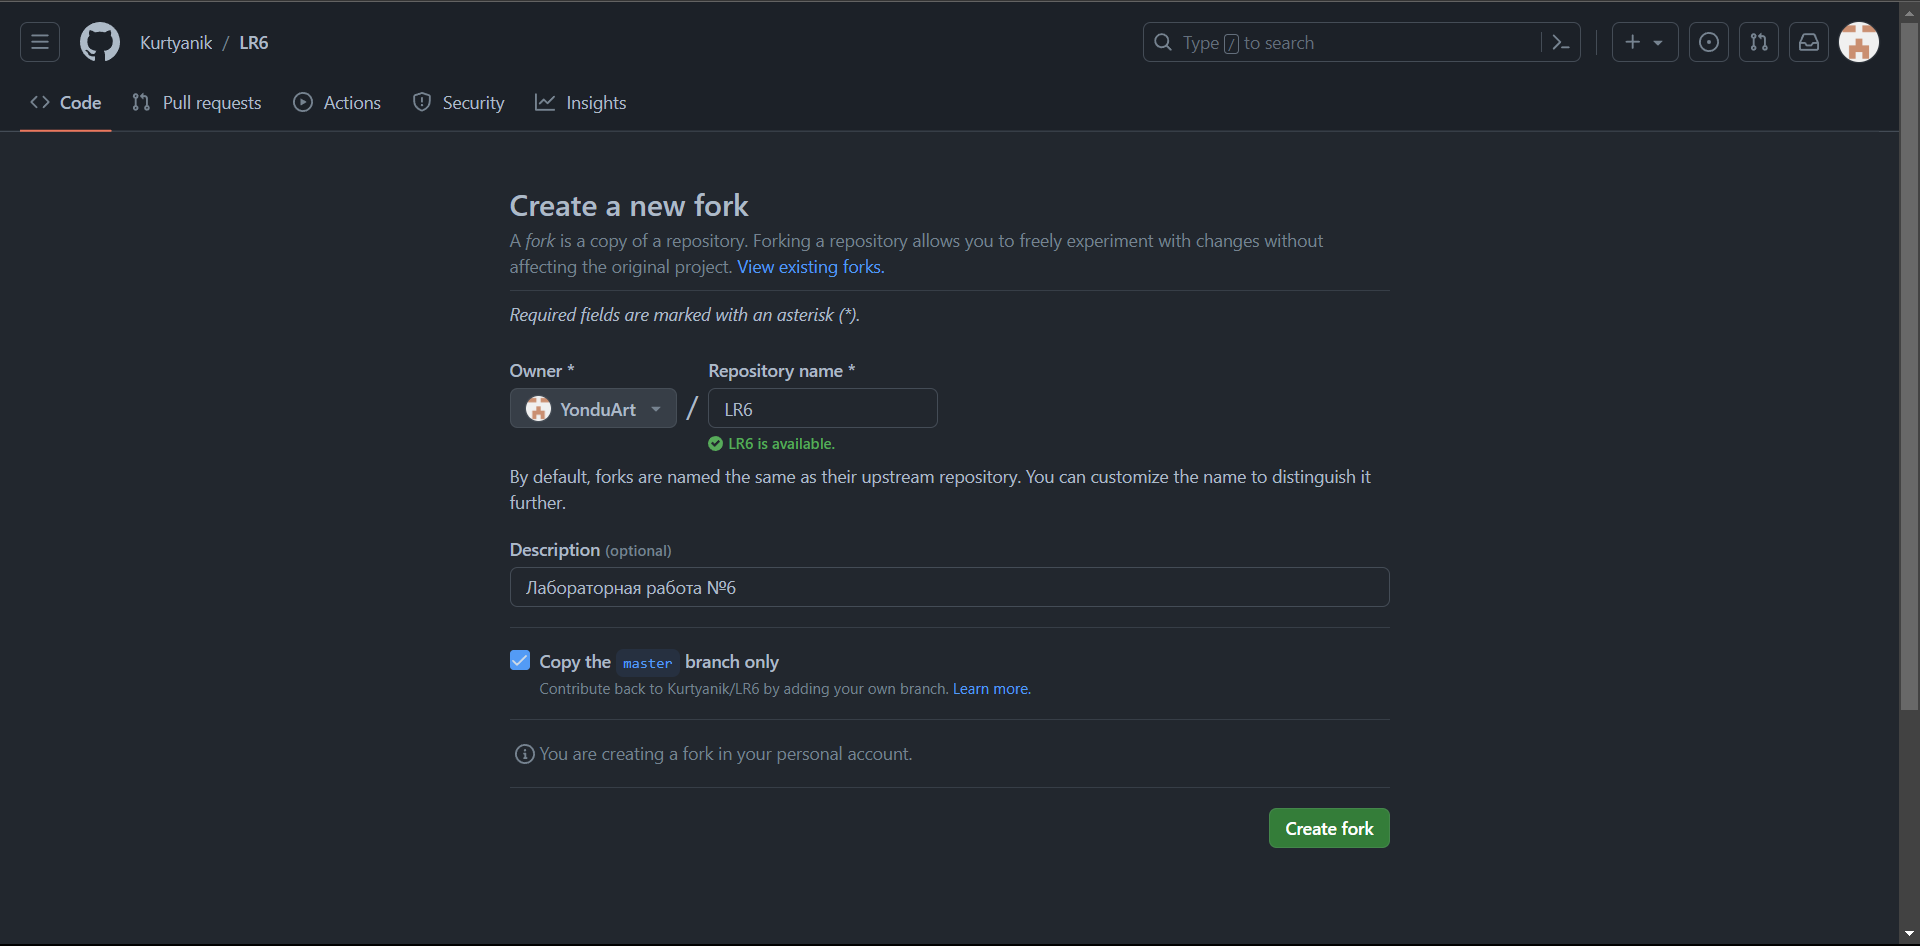 Kurtyanik / LR6
Type / to search
Code Pull requests Actions Security Insights
Create a new fork
A fork is a copy of a repository. Forking a repository allows you to freely experiment with changes without
affecting the original project. View existing forks.
Required fields are marked with an asterisk (*).
Owner * Repository name *
YonduArt / LR6
LR6 is available.
By default, forks are named the same as their upstream repository. You can customize the name to distinguish it
further.
Description (optional)
Лабораторная работа №6
Copy the master branch only
Contribute back to Kurtyanik/LR6 by adding your own branch. Learn more.
You are creating a fork in your personal account.
Create fork